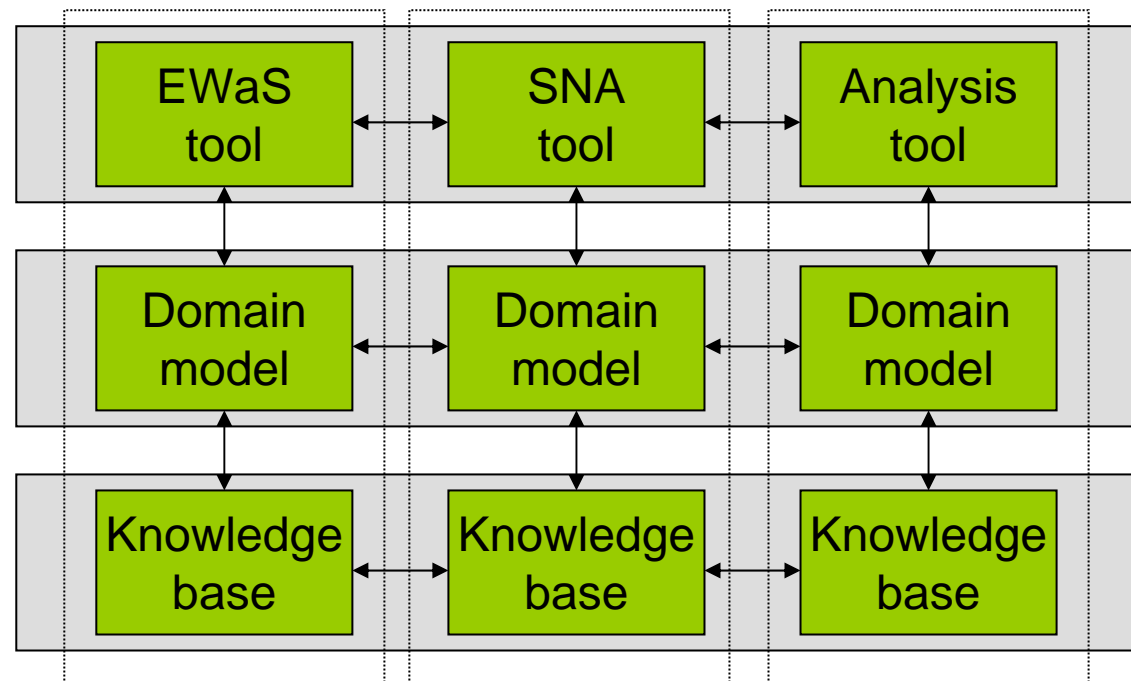 EWaS
tool
SNA
tool
Analysis
tool
Domain
model
Domain
model
Domain
model
Knowledge
base
Knowledge
base
Knowledge
base